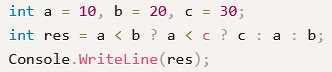 int a = 10, b = 20, c = 30;
int res = a < b ? a < c ? c : a : b;
Console.WriteLine(res);